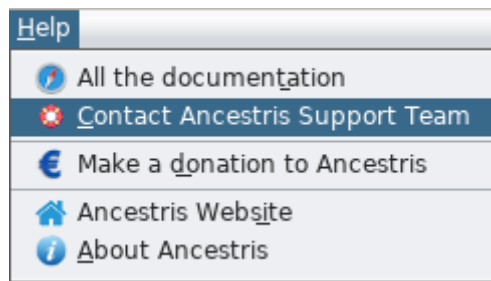 Help
All the documentation
Contact Ancestris Support Team
Make a donation to Ancestris
Ancestris Website
About Ancestris